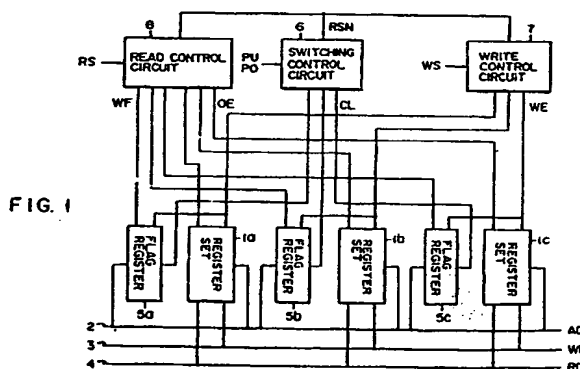 8
6
RSN
7
RS
READ CONTROL
CIRCUIT
PU
PO
SWITCHING
CONTROL
CIRCUIT
WS
WRITE
CONTROL
CIRCUIT
WF
OE
CL
WE
FIG. 1
FLAG
REGISTER
REGISTER
SET
1a
FLAG
REGISTER
REGISTER
SET
1b
FLAG
REGISTER
REGISTER
SET
1c
5a
5b
5c
2
3
4